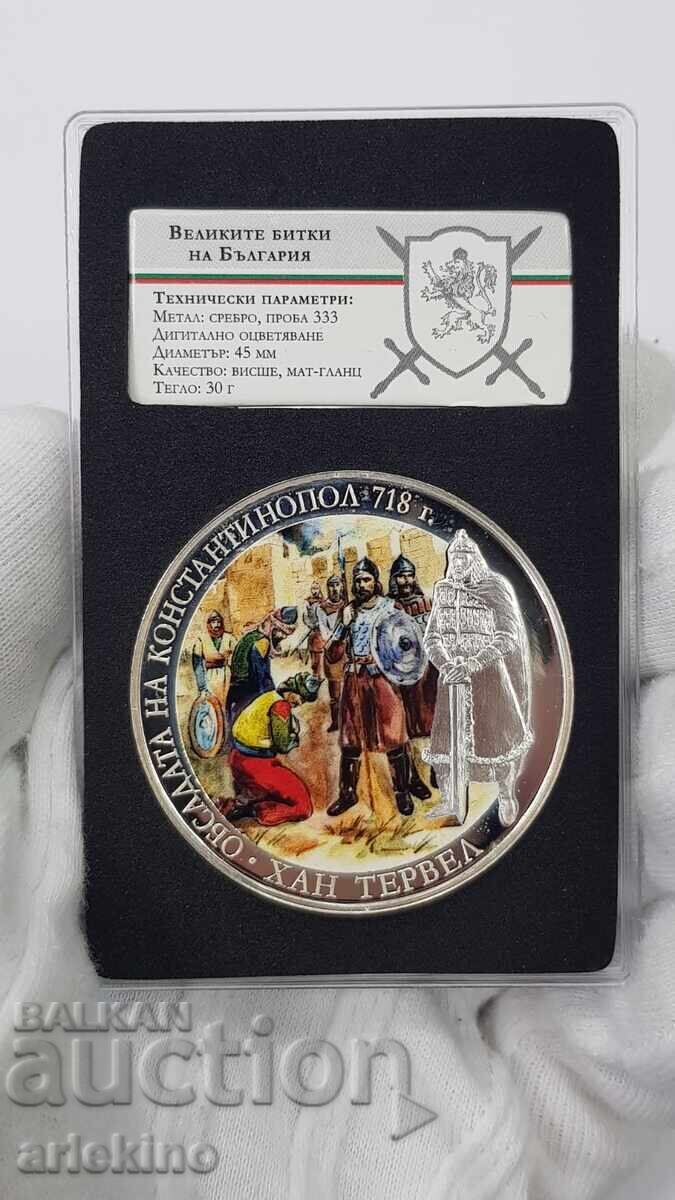 Великите битки
на България
Технически параметри:
Метал: сребро, проба 333
Дигитално оцветяване
Диаметър: 45 мм
Качество: висше, мат-гланц
Тегло: 30 г
ОБСАДАТА НА КОНСТАНТИНОПОЛ 718 г.
• ХАН ТЕРВЕЛ
BALKAN
auction
arlekino